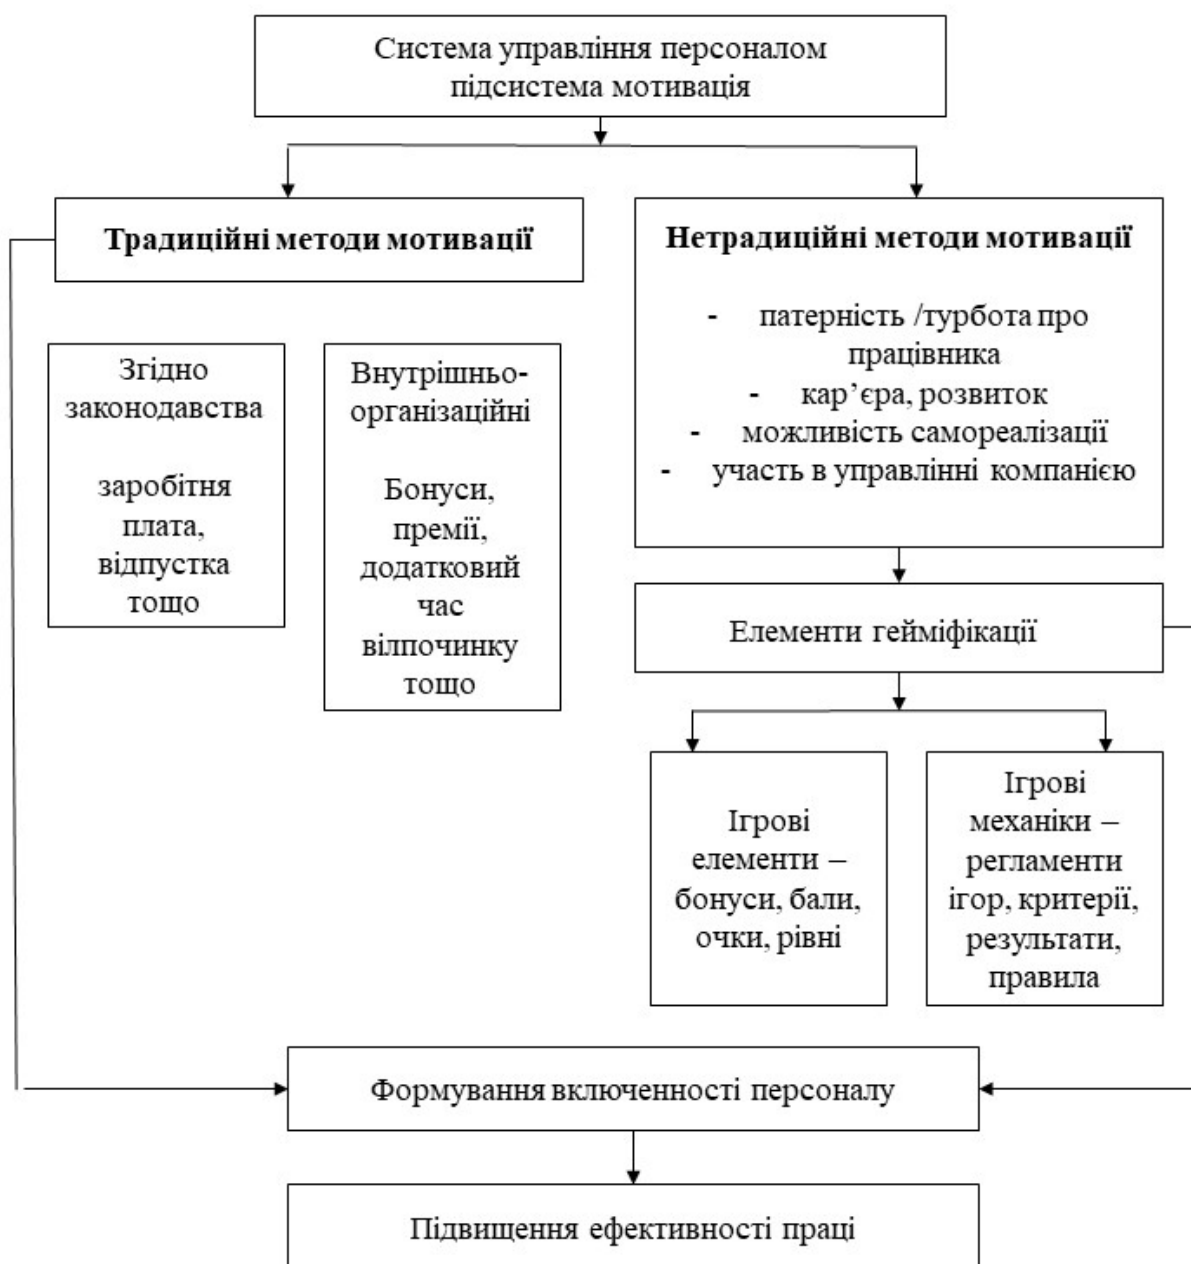 Система управління персоналом
підсистема мотивація
Традиційні методи мотивації
Згідно
законодавства
заробітня
плата,
відпустка
тощо
Внутрішньо-
організаційні
Бонуси,
премії,
додатковий
час
вілпочинку
тощо
Нетрадиційні методи мотивації
- патерність /турбота про
працівника
- кар’єра, розвиток
- можливість самореалізації
- участь в управлінні компанією
Елементи гейміфікації
Ігрові
елементи –
бонуси, бали,
очки, рівні
Ігрові
механіки –
регламенти
ігор, критерії,
результати,
правила
Формування включенності персоналу
Підвищення ефективності праці